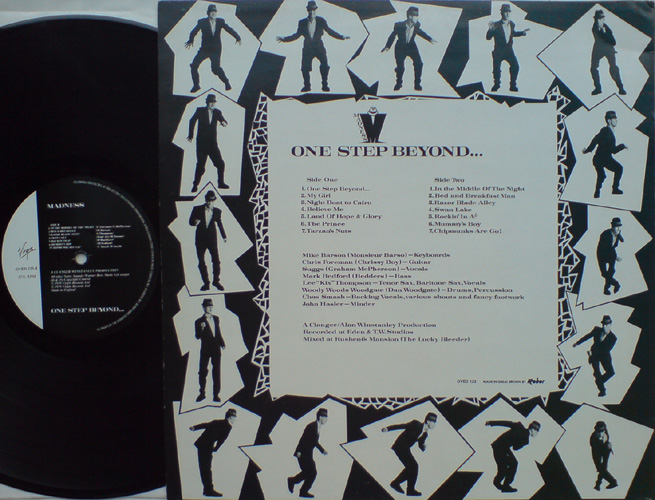 MADNESS
Virgin
ONE STEP BEYOND...
ONE STEP BEYOND...
Side One
1. One Step Beyond...
2. My Girl
3. Night Boat to Cairo
4. Believe Me
5. Land Of Hope & Glory
6. The Prince
7. Tarzan's Nuts
Side Two
1. In the Middle Of The Night
2. Bed and Breakfast Man
3. Razor Blade Alley
4. Swan Lake
5. Rockin' in A♭
6. Mummy's Boy
7. Chipmunks Are Go!
Mike Barson (Monsieur Barso)—Keyboards
Chris Foreman (Chrissy Boy)—Guitar
Suggs (Graham McPherson)—Vocals
Mark Bedford (Bedders)—Bass
Lee "Kix" Thompson—Tenor Sax, Baritone Sax, Vocals
Woody Woods Woodgate (Dan Woodgate)—Drums, Percussion
Chas Smash—Backing Vocals, various shouts and fancy footwork
John Hasler—Minder
A Clanger/Alan Winstanley Production
Recorded at Eden & T.W. Studios
Mixed at Rushent's Mansion (The Lucky Bleeder)
OVED 133